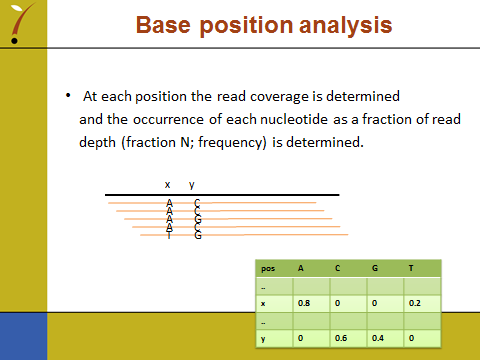 Base position analysis
• At each position the read coverage is determined
and the occurrence of each nucleotide as a fraction of read
depth (fraction N; frequency) is determined.
x y
A C
A C
A G
A C
T G
pos A C G T
..
x 0.8 0 0 0.2
..
y 0 0.6 0.4 0